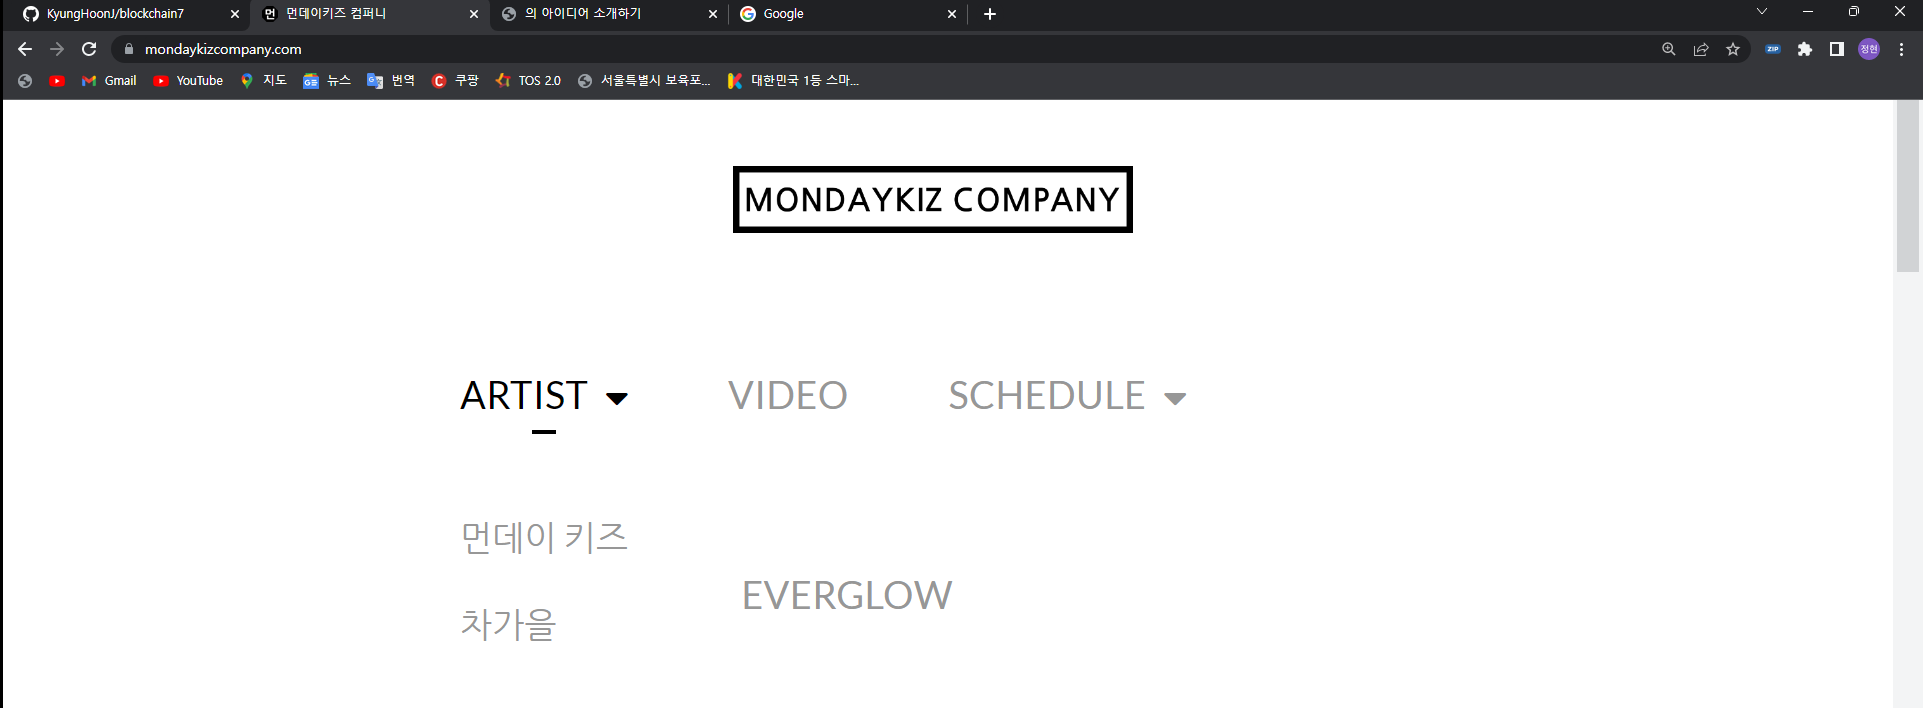 KyungHoonJ/blockchain7
먼데이키즈 컴퍼니
의 아이디어 소개하기
Google
mondaykizcompany.com
ZIP
정현
Gmail
YouTube
지도
뉴스
번역
쿠팡
TOS 2.0
서울특별시 보육포...
대한민국 1등 스마...
MONDAYKIZ COMPANY
ARTIST
VIDEO
SCHEDULE
먼데이 키즈
EVERGLOW
차가을